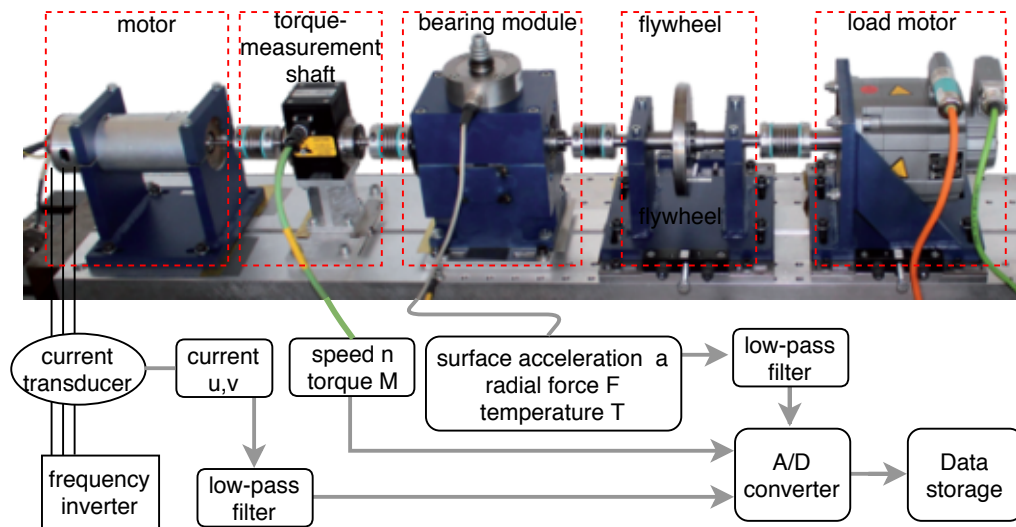 motor
torque-
measurement
shaft
bearing module
flywheel
load motor
flywheel
current
transducer
current
u,v
speed n
torque M
surface acceleration a
radial force F
temperature T
low-pass
filter
frequency
inverter
low-pass
filter
A/D
converter
Data
storage